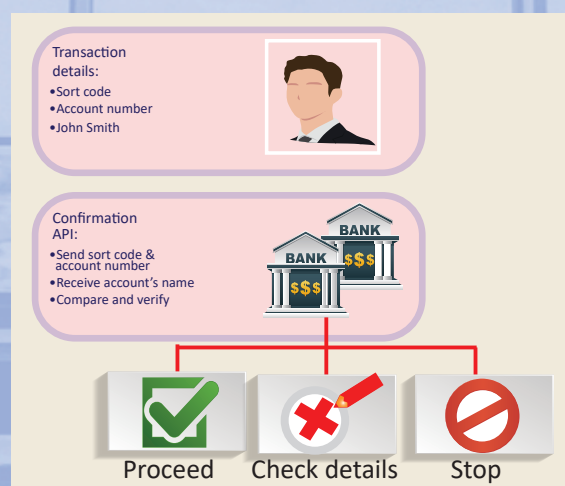 Transaction
details:
•Sort code
•Account number
•John Smith
Confirmation
API:
•Send sort code &
account number
•Receive account's name
•Compare and verify
BANK
$$$
BANK
$$$
Proceed
Check details
Stop